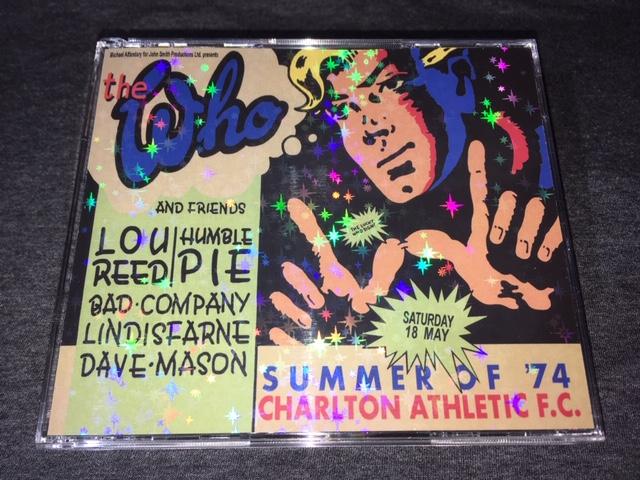 Michael Alfandary for John Smith Productions Ltd. presents
the
Who
AND FRIENDS
LOU REED
HUMBLE PIE
BAD·COMPANY
LINDISFARNE
DAVE·MASON
SATURDAY
18 MAY
SUMMER OF '74
CHARLTON ATHLETIC F.C.